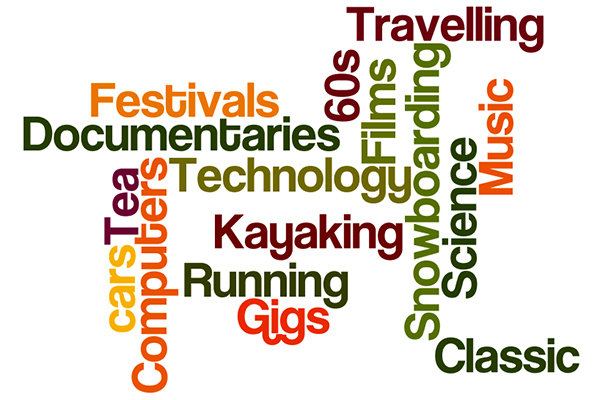 Travelling
60s
Films
Snowboarding
Music
Festivals
Documentaries
Technology
Science
Tea
Computers
Kayaking
cars
Running
Gigs
Classic